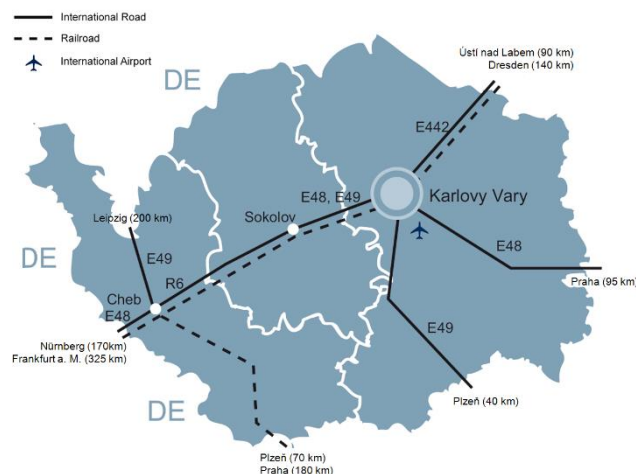 International Road
Railroad
International Airport
DE
Ústí nad Labem (90 km)
Dresden (140 km)
DE
E442
E48, E49
Karlovy Vary
Leipzig (200 km)
Sokolov
E49
R6
E48
DE
Praha (95 km)
Cheb
E48
E49
Nürnberg (170km)
Frankfurt a. M. (325 km)
Plzeň (40 km)
DE
Plzeň (70 km)
Praha (180 km)